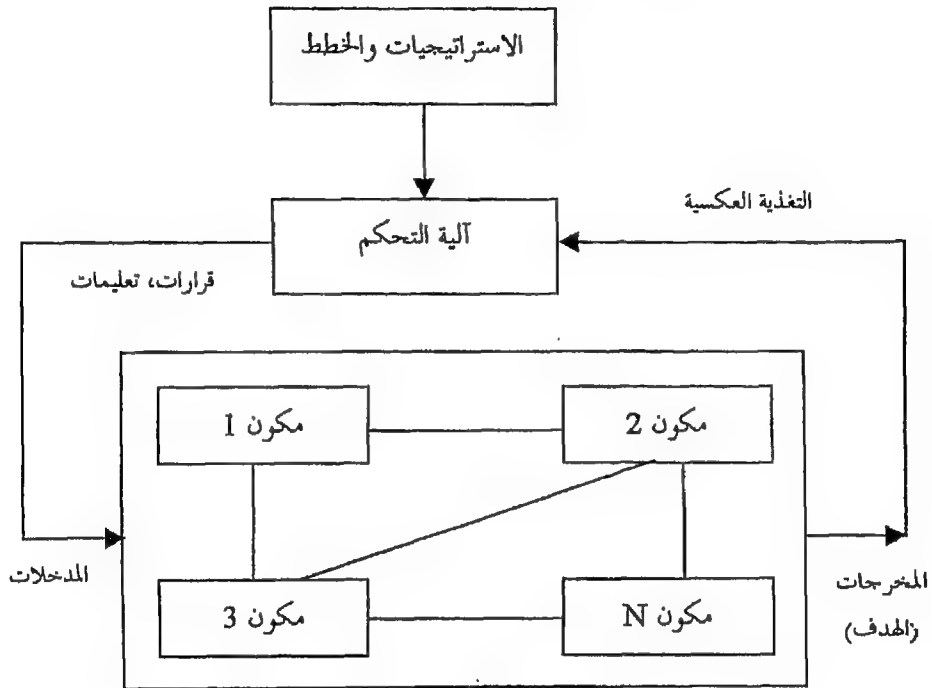 الاستراتيجيات والخطط
التغذية العكسية
آلية التحكم
قرارات، تعليمات
مكون 1
مكون 2
المدخلات
المخرجات
(الهدف)
مكون 3
مكون N